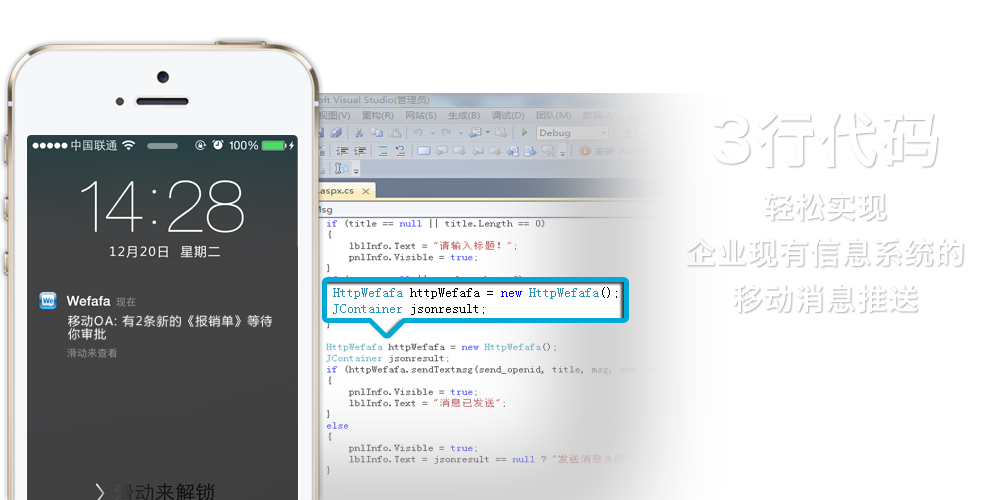 中国联通
100%
14:28
12月20日 星期二
Wefafa 现在
移动OA: 有2条新的《报销单》等待
你审批
滑动来查看
滑动来解锁
oft Visual Studio(管理员)
视图(V) 重构(R) 网站(S) 生成(B) 调试(D) 团队(M)
Debug
.aspx.cs
Msg
if (title == null || title.Length == 0)
{
lblInfo.Text = "请输入标题！";
pnlInfo.Visible = true;
}
HttpWefafa httpWefafa = new HttpWefafa();
JContainer jsonresult;
}
HttpWefafa httpWefafa = new HttpWefafa();
JContainer jsonresult;
if (httpWefafa.sendTextmsg(send_openid, title, msg, out
{
pnlInfo.Visible = true;
lblInfo.Text = "消息已发送";
}
else
{
pnlInfo.Visible = true;
lblInfo.Text = jsonresult == null ? "发送消息失败
}
3行代码
轻松实现
企业现有信息系统的
移动消息推送